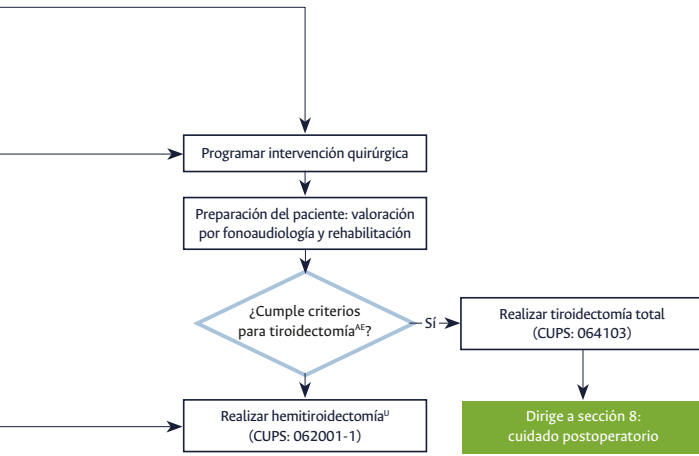 Programar intervención quirúrgica
Preparación del paciente: valoración
por fonoaudiología y rehabilitación
¿Cumple criterios
para tiroidectomíaᴬᴱ?
Sí
Realizar tiroidectomía total
(CUPS: 064103)
Realizar hemitiroidectomíaᵁ
(CUPS: 062001-1)
Dirige a sección 8:
cuidado postoperatorio